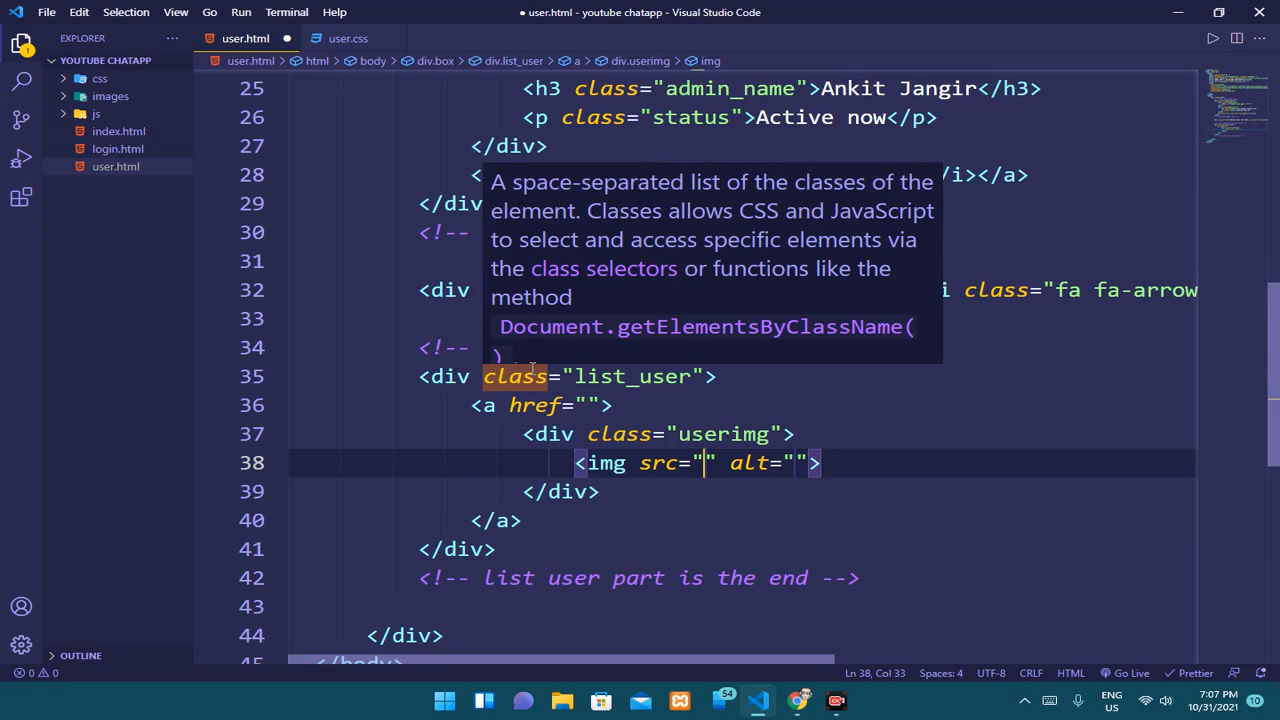 File Edit Selection View Go Run Terminal Help
● user.html - youtube chatapp - Visual Studio Code
EXPLORER
user.html
user.css
YOUTUBE CHATAPP
user.html > html > body > div.box > div.list_user > a > div.userimg > img
css
images
js
index.html
login.html
user.html
25 <h3 class="admin_name">Ankit Jangir</h3>
26 <p class="status">Active now</p>
27 </div>
28 < /i></a>
29 </div
30 <!--
31
32 <div i class="fa fa-arrow
33
34 <!--
A space-separated list of the classes of the
element. Classes allows CSS and JavaScript
to select and access specific elements via
the class selectors or functions like the
method
Document.getElementsByClassName(
)
35 <div class="list_user">
36 <a href="">
37 <div class="userimg">
38 <img src="" alt="">
39 </div>
40 </a>
41 </div>
42 <!-- list user part is the end -->
43
44 </div>
45 </body>
OUTLINE
0 0
Ln 38, Col 33 Spaces: 4 UTF-8 CRLF HTML Go Live Prettier
54
ENG
US
7:07 PM
10/31/2021
10